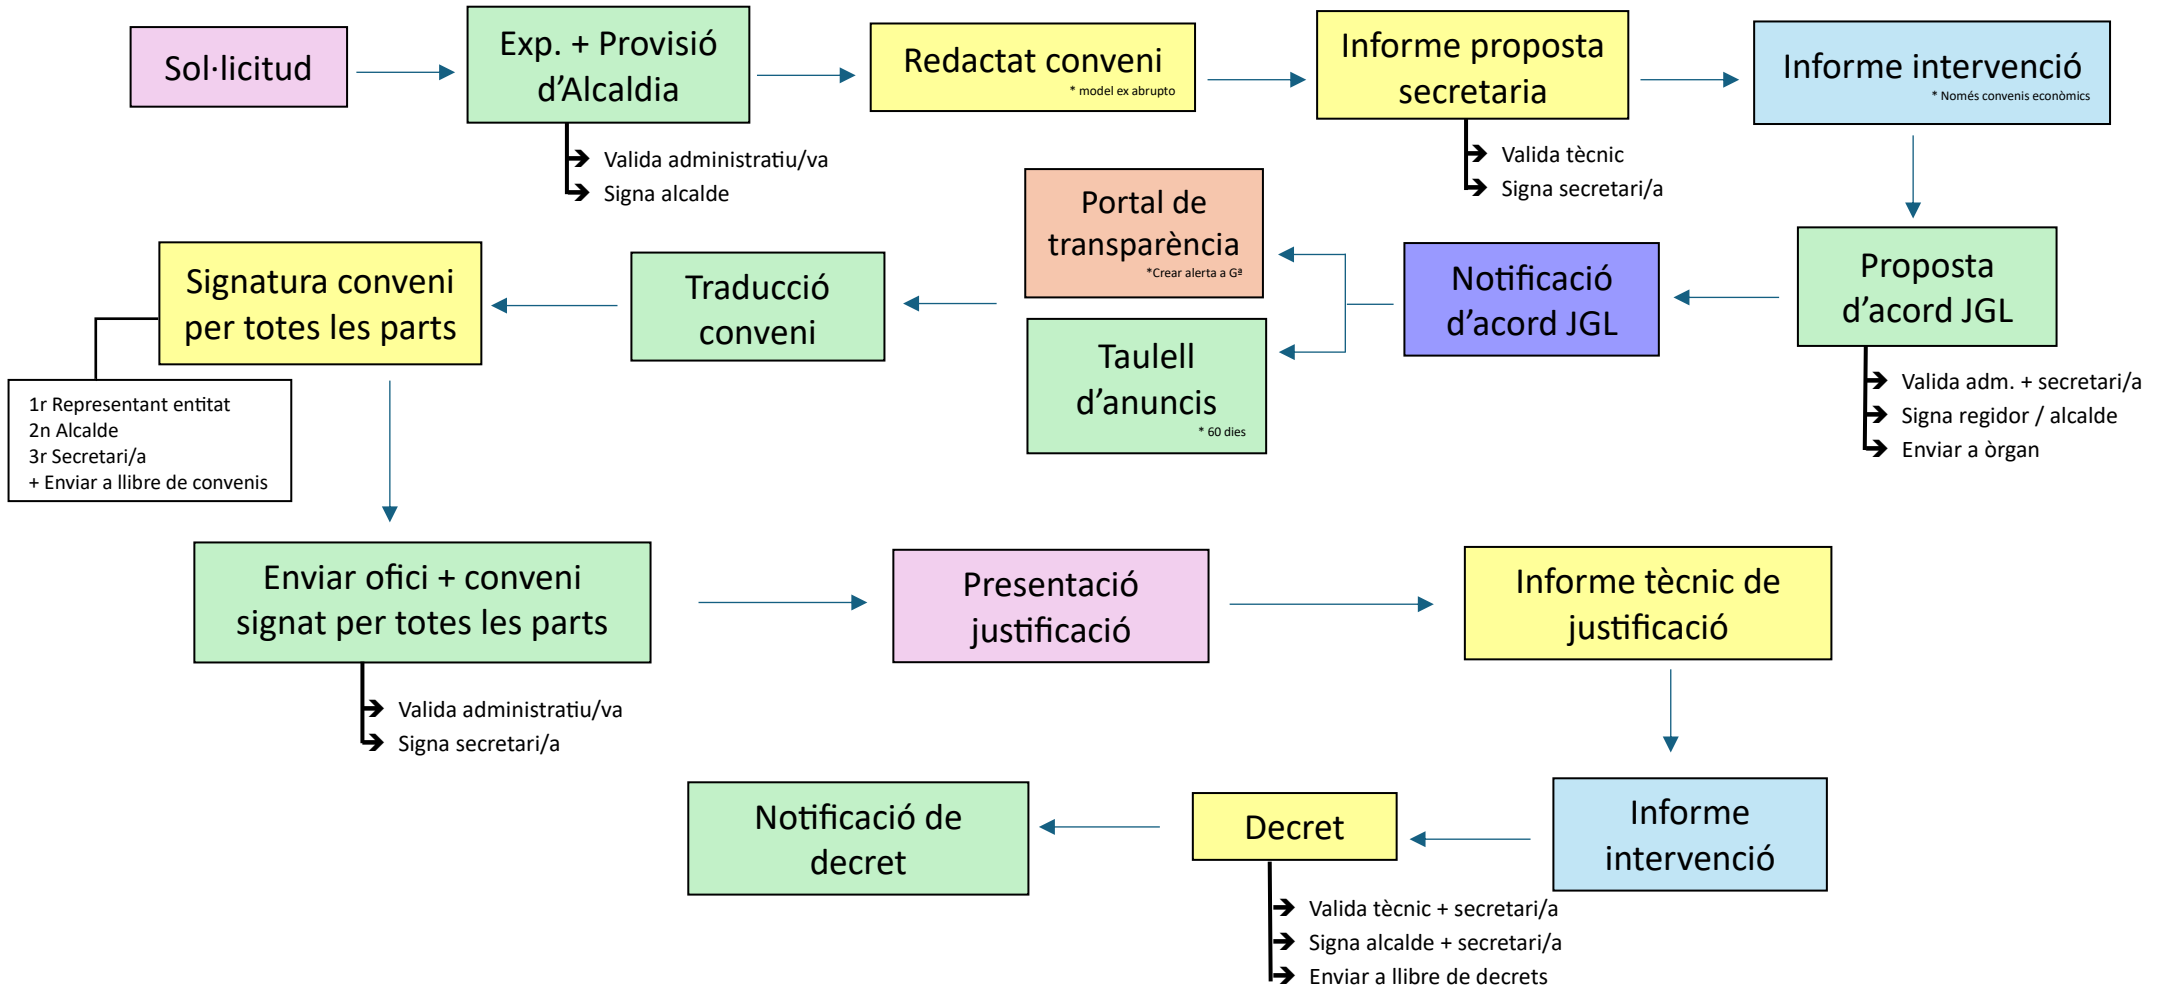 Sol·licitud
Exp. + Provisió
d'Alcaldia
Valida administratiu/va
Signa alcalde
Redactat conveni
* model ex abrupto
Informe proposta
secretaria
Valida tècnic
Signa secretari/a
Informe intervenció
* Només convenis econòmics
Proposta
d'acord JGL
Valida adm. + secretari/a
Signa regidor / alcalde
Enviar a òrgan
Notificació
d'acord JGL
Portal de
transparència
*Crear alerta a Gª
Taulell
d'anuncis
* 60 dies
Traducció
conveni
Signatura conveni
per totes les parts
1r Representant entitat
2n Alcalde
3r Secretari/a
+ Enviar a llibre de convenis
Enviar ofici + conveni
signat per totes les parts
Valida administratiu/va
Signa secretari/a
Presentació
justificació
Informe tècnic de
justificació
Informe
intervenció
Decret
Valida tècnic + secretari/a
Signa alcalde + secretari/a
Enviar a llibre de decrets
Notificació de
decret